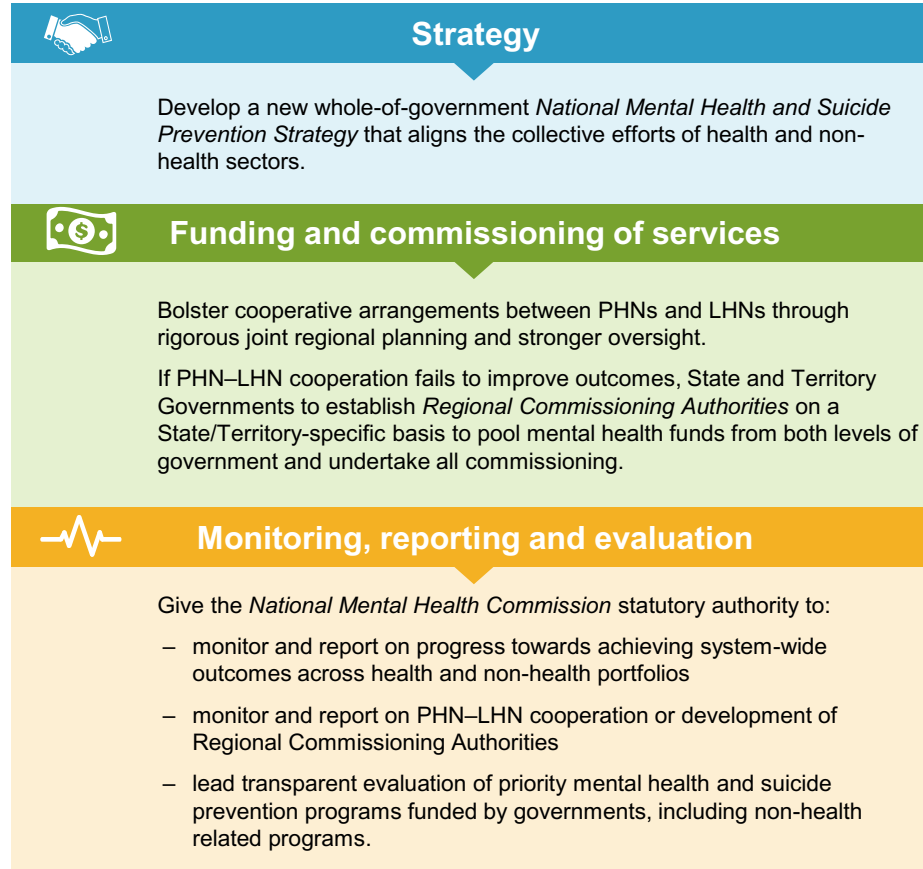 Strategy
Develop a new whole-of-government National Mental Health and Suicide
Prevention Strategy that aligns the collective efforts of health and non-
health sectors.
Funding and commissioning of services
Bolster cooperative arrangements between PHNs and LHNs through
rigorous joint regional planning and stronger oversight.
If PHN–LHN cooperation fails to improve outcomes, State and Territory
Governments to establish Regional Commissioning Authorities on a
State/Territory-specific basis to pool mental health funds from both levels of
government and undertake all commissioning.
Monitoring, reporting and evaluation
Give the National Mental Health Commission statutory authority to:
– monitor and report on progress towards achieving system-wide
outcomes across health and non-health portfolios
– monitor and report on PHN–LHN cooperation or development of
Regional Commissioning Authorities
– lead transparent evaluation of priority mental health and suicide
prevention programs funded by governments, including non-health
related programs.